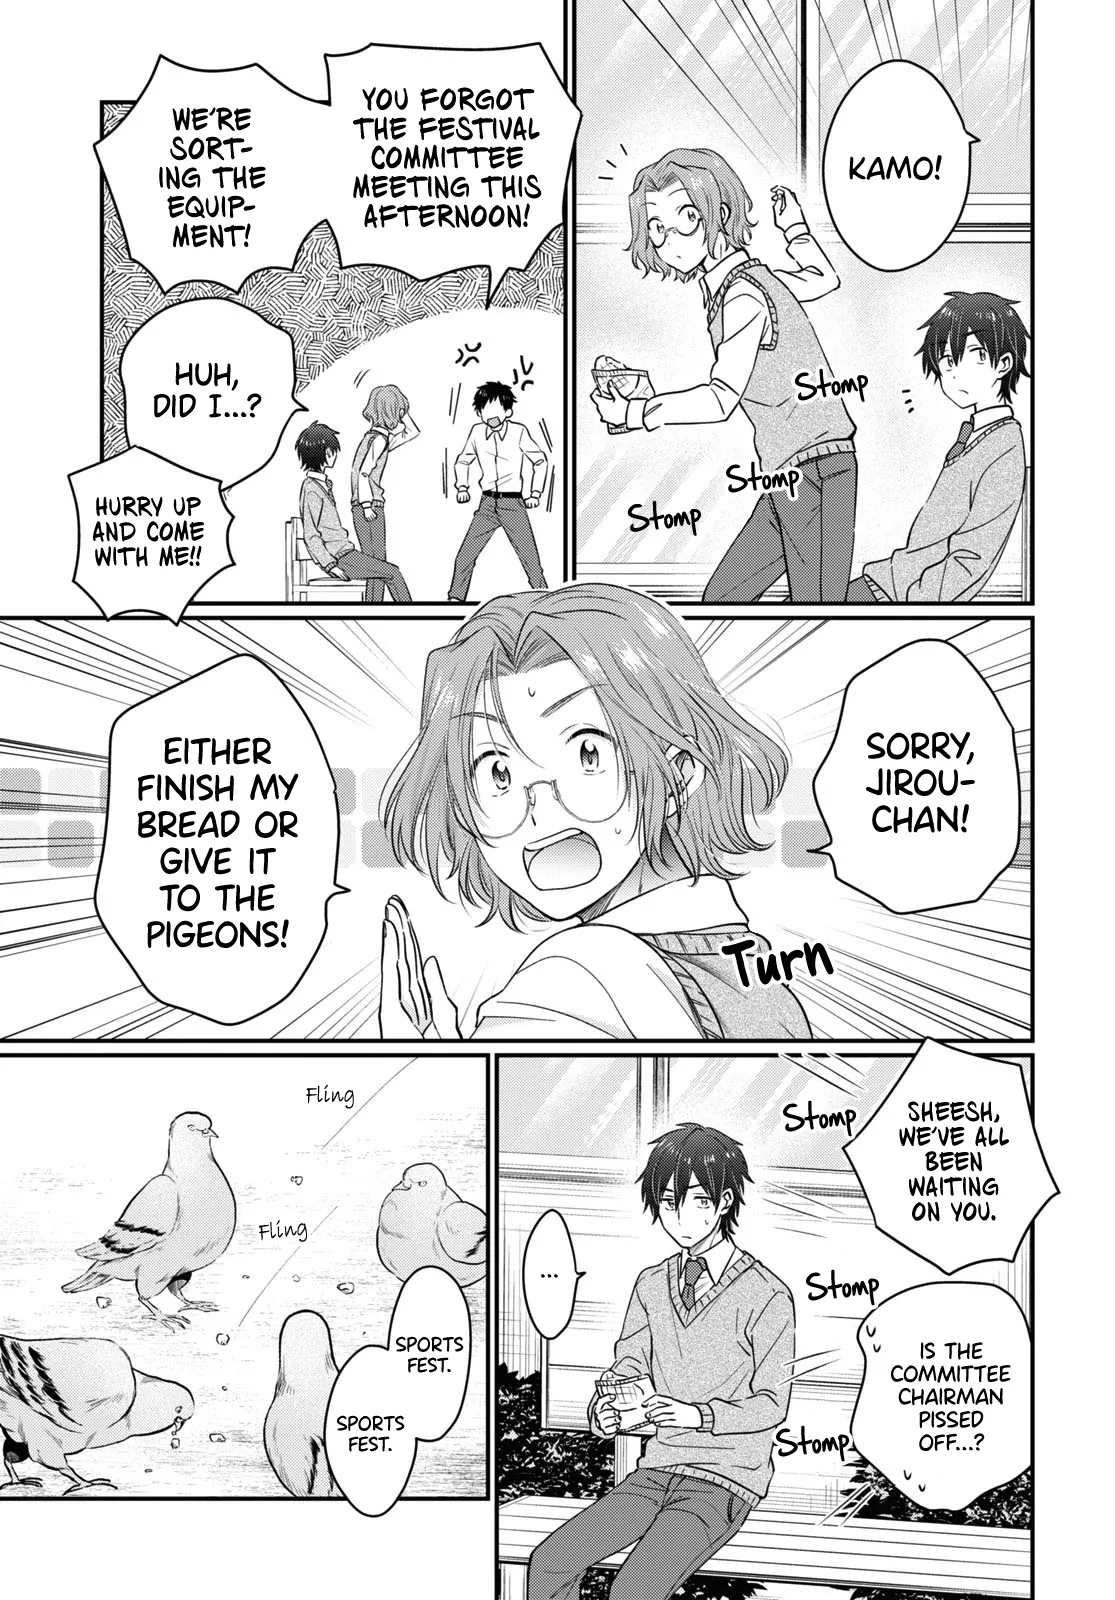 KAMO!
Stomp
Stomp
Stomp
YOU FORGOT
THE FESTIVAL
COMMITTEE
MEETING THIS
AFTERNOON!
WE'RE
SORT-
ING THE
EQUIP-
MENT!
HUH,
DID I...?
HURRY UP
AND COME
WITH ME!!
SORRY,
JIROU-
CHAN!
Turn
EITHER
FINISH MY
BREAD OR
GIVE IT
TO THE
PIGEONS!
SHEESH,
WE'VE ALL
BEEN
WAITING
ON YOU.
Stomp
Stomp
Stomp
IS THE
COMMITTEE
CHAIRMAN
PISSED
OFF...?
...
Fling
Fling
SPORTS
FEST.
SPORTS
FEST.